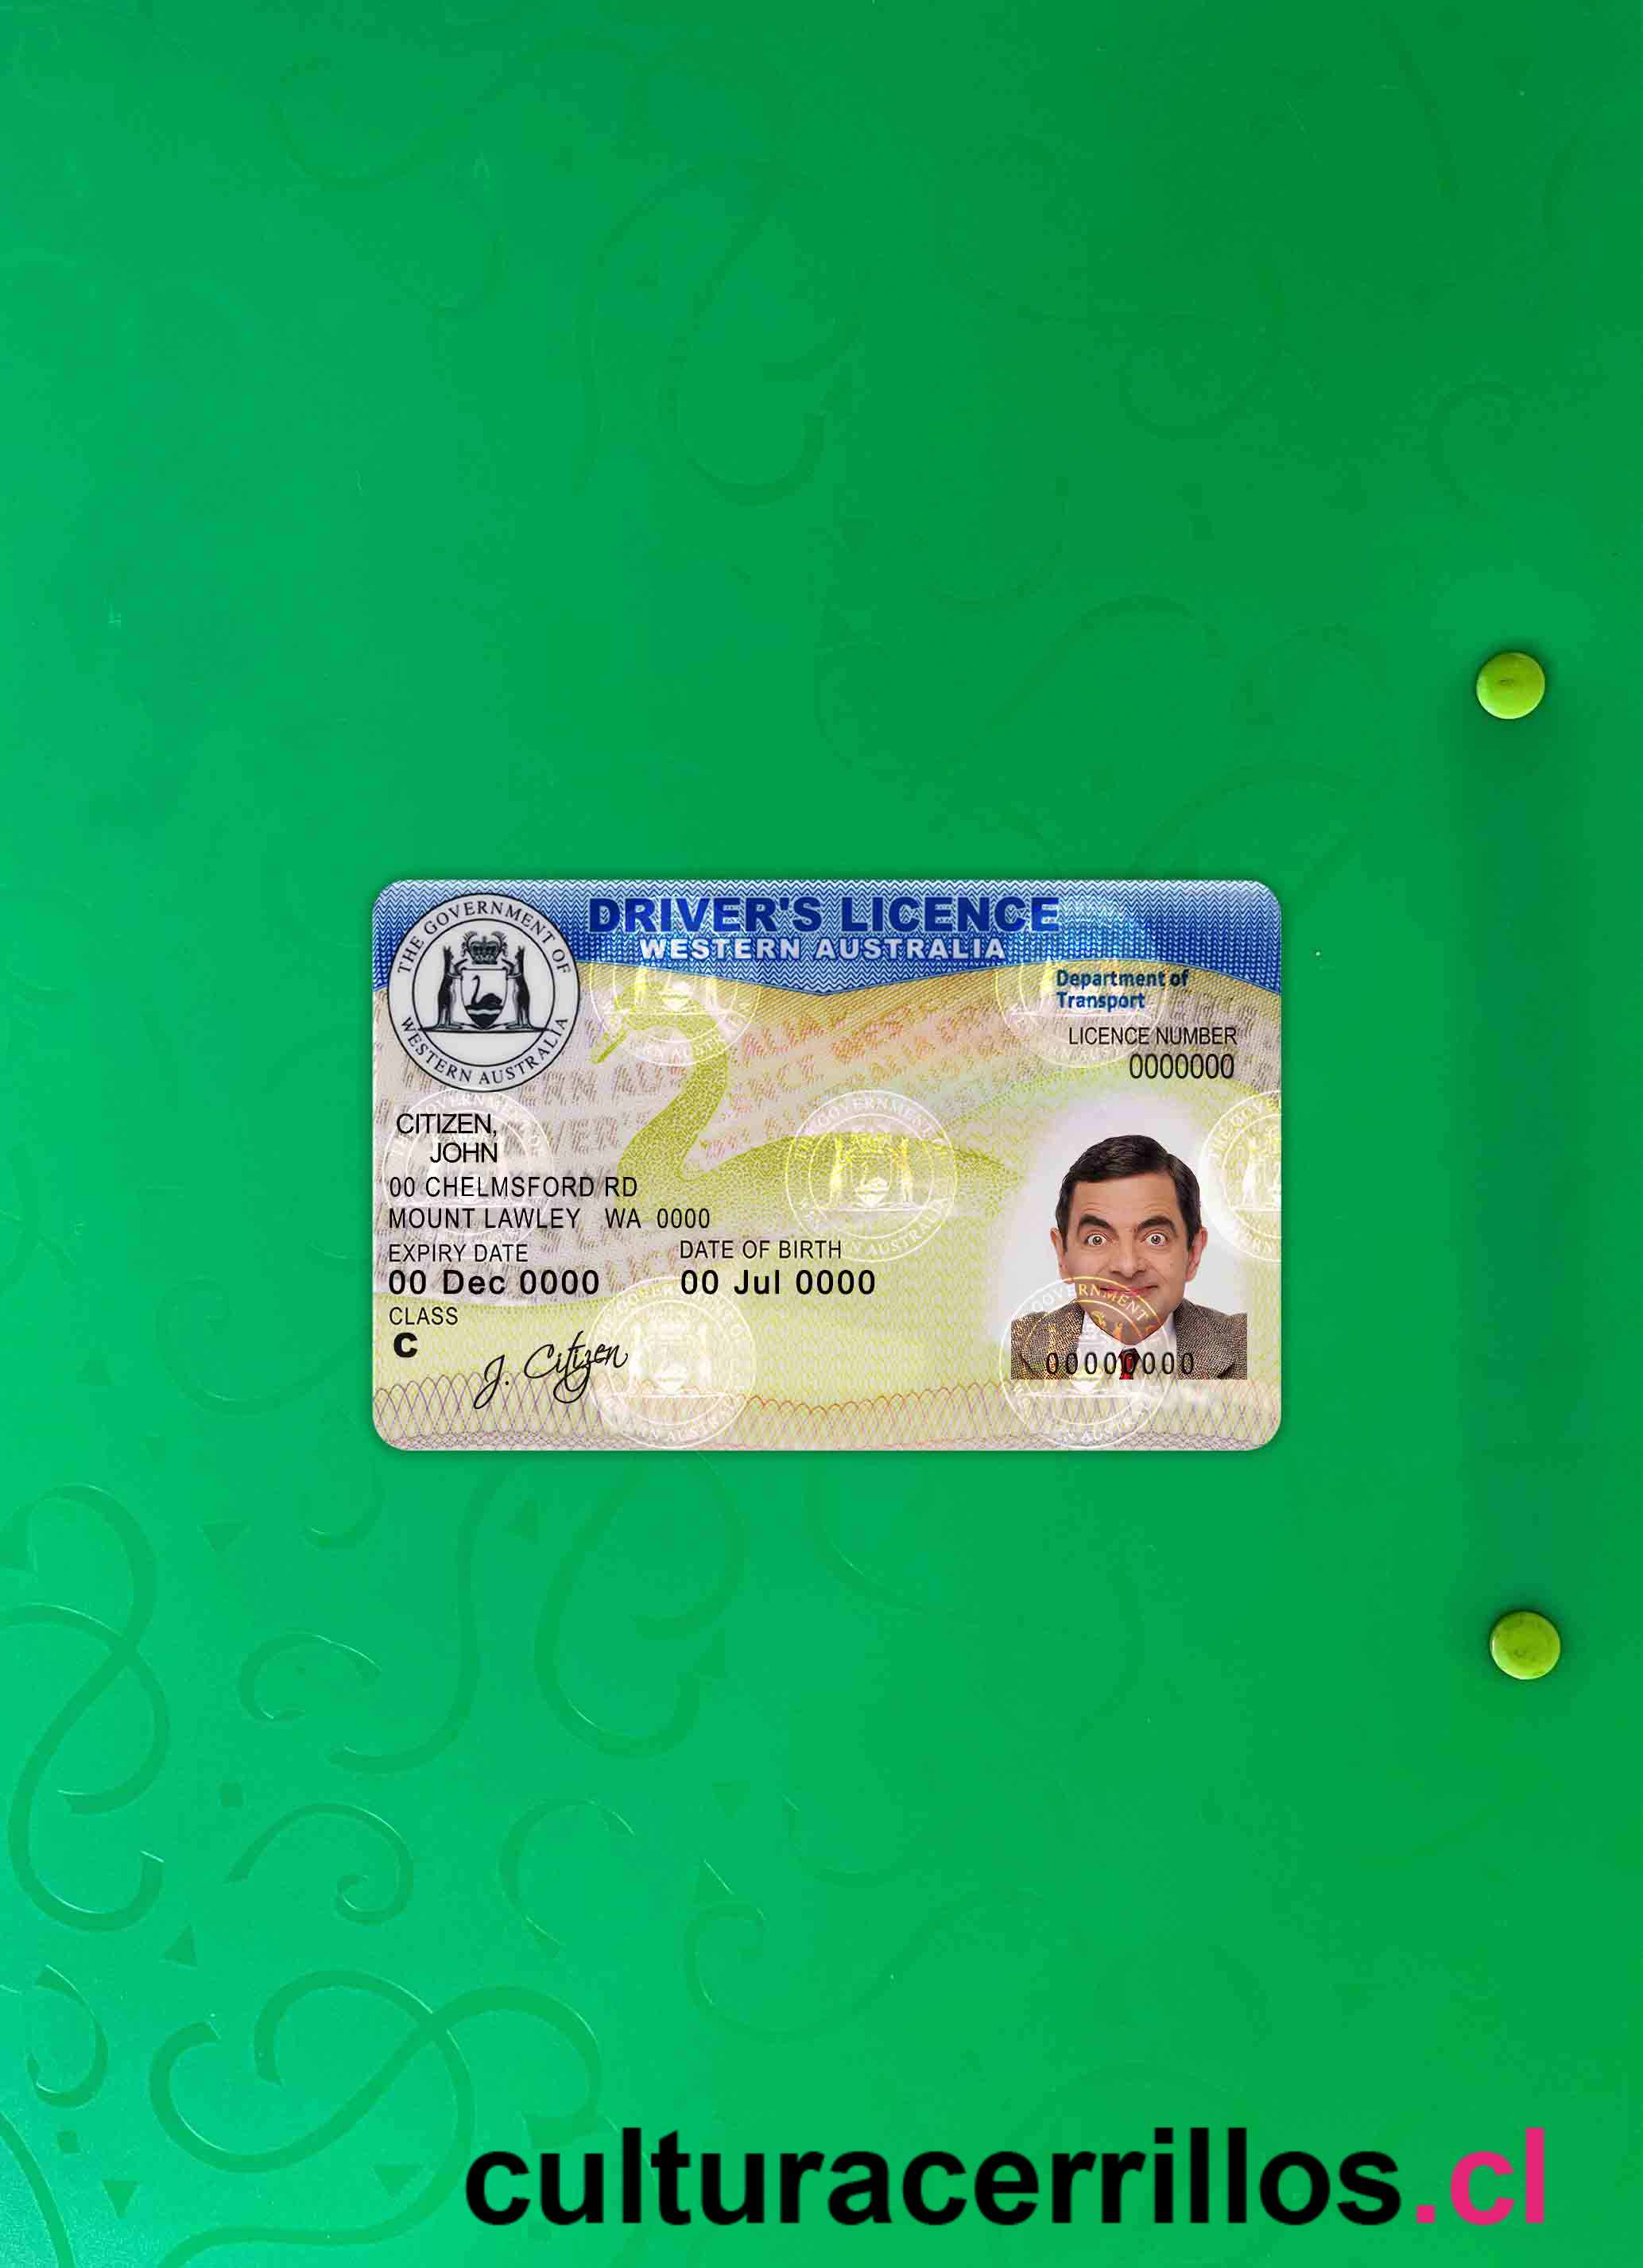 THE GOVERNMENT OF
WESTERN AUSTRALIA
DRIVER'S LICENCE
WESTERN AUSTRALIA
Department of
Transport
LICENCE NUMBER
0000000
CITIZEN,
JOHN
00 CHELMSFORD RD
MOUNT LAWLEY WA 0000
EXPIRY DATE DATE OF BIRTH
00 Dec 0000 00 Jul 0000
CLASS
C
J. Citizen
00000000
culturacerrillos.cl